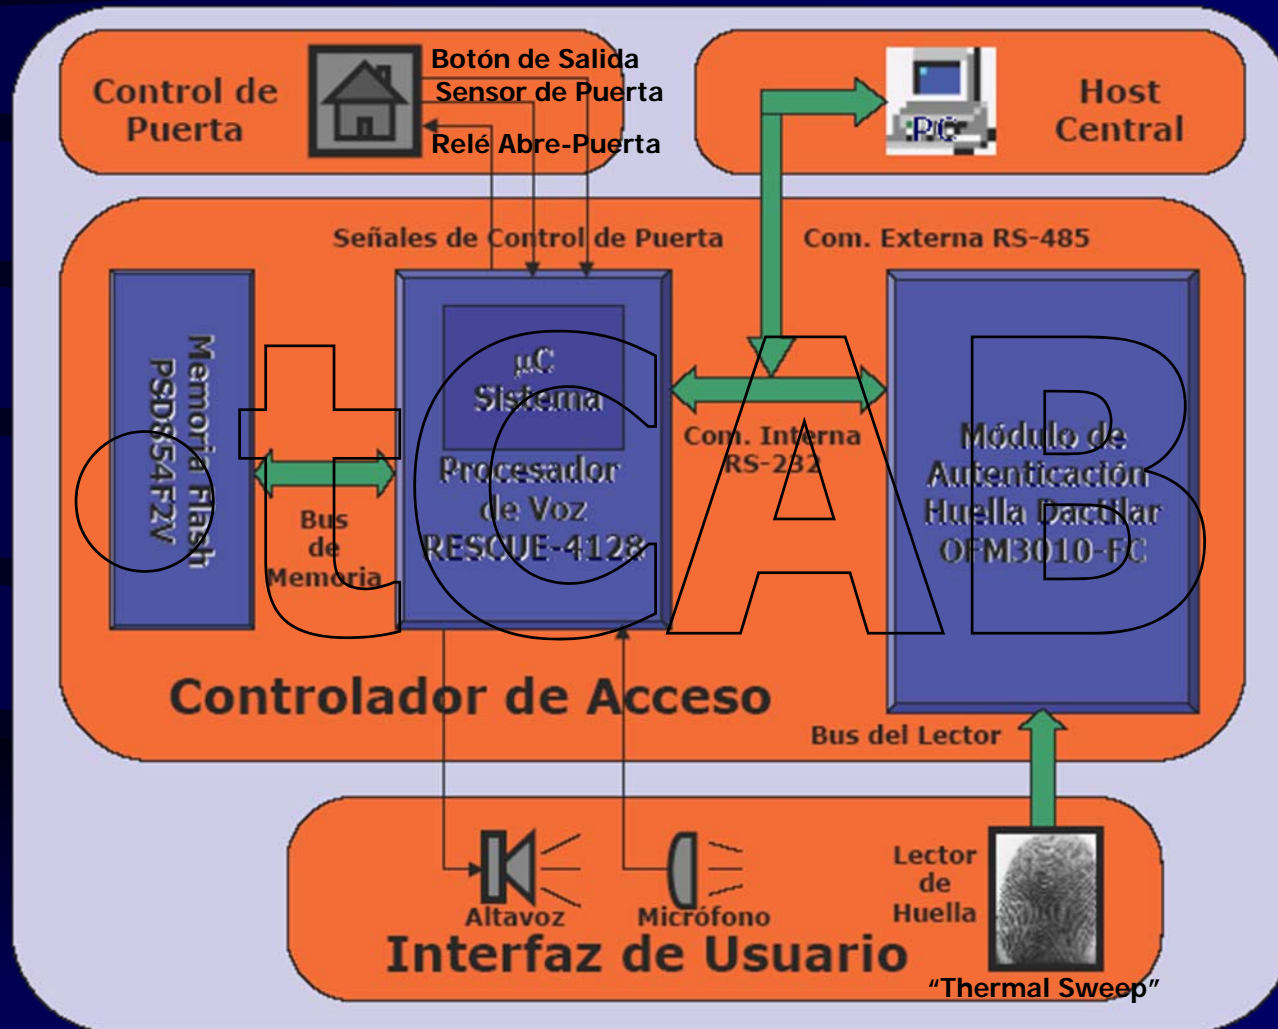 Control de
Puerta
Botón de Salida
Sensor de Puerta
Relé Abre-Puerta
PC
Host
Central
Señales de Control de Puerta
Com. Externa RS-485
Memoria Flash
PSD854F2V
µC
Sistema
Procesador
de Voz
RESCUE-4128
Bus
de
Memoria
Com. Interna
RS-232
Módulo de
Autenticación
Huella Dactilar
OFM3010-FC
otCAB
Controlador de Acceso
Bus del Lector
Altavoz
Micrófono
Lector
de
Huella
Interfaz de Usuario
“Thermal Sweep”